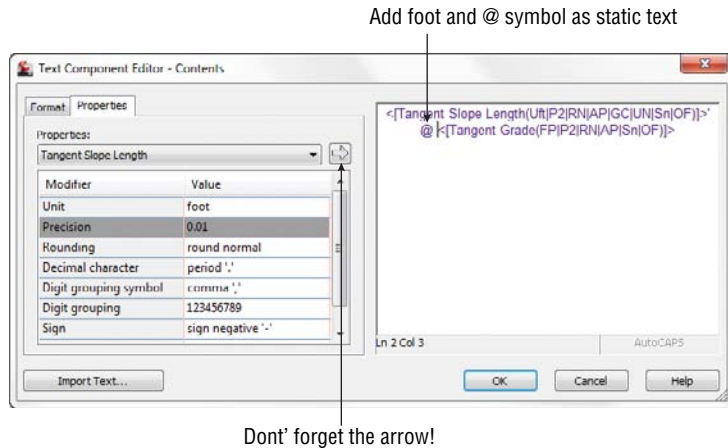 Add foot and @ symbol as static text
Text Component Editor - Contents
Format Properties
Properties:
Tangent Slope Length
Modifier Value
Unit foot
Precision 0.01
Rounding round normal
Decimal character period '.'
Digit grouping symbol comma ','
Digit grouping 123456789
Sign sign negative '-'
<[Tangent Slope Length(Uft|P2|RN|AP|GC|UN|Sn|OF)]>'
@ <[Tangent Grade(FP|P2|RN|AP|Sn|OF)]>
Ln 2 Col 3 AutoCAPS
Import Text... OK Cancel Help
Dont' forget the arrow!